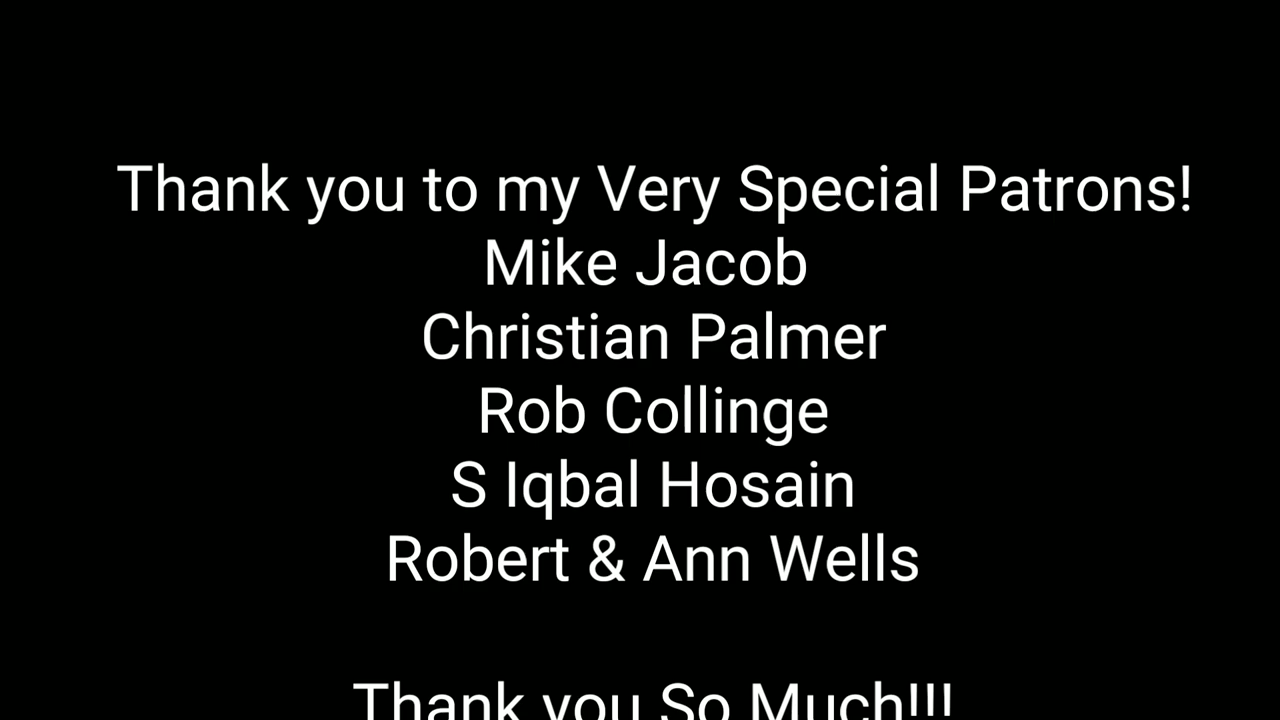 Thank you to my Very Special Patrons!
Mike Jacob
Christian Palmer
Rob Collinge
S Iqbal Hosain
Robert & Ann Wells
Thank you So Much!!!